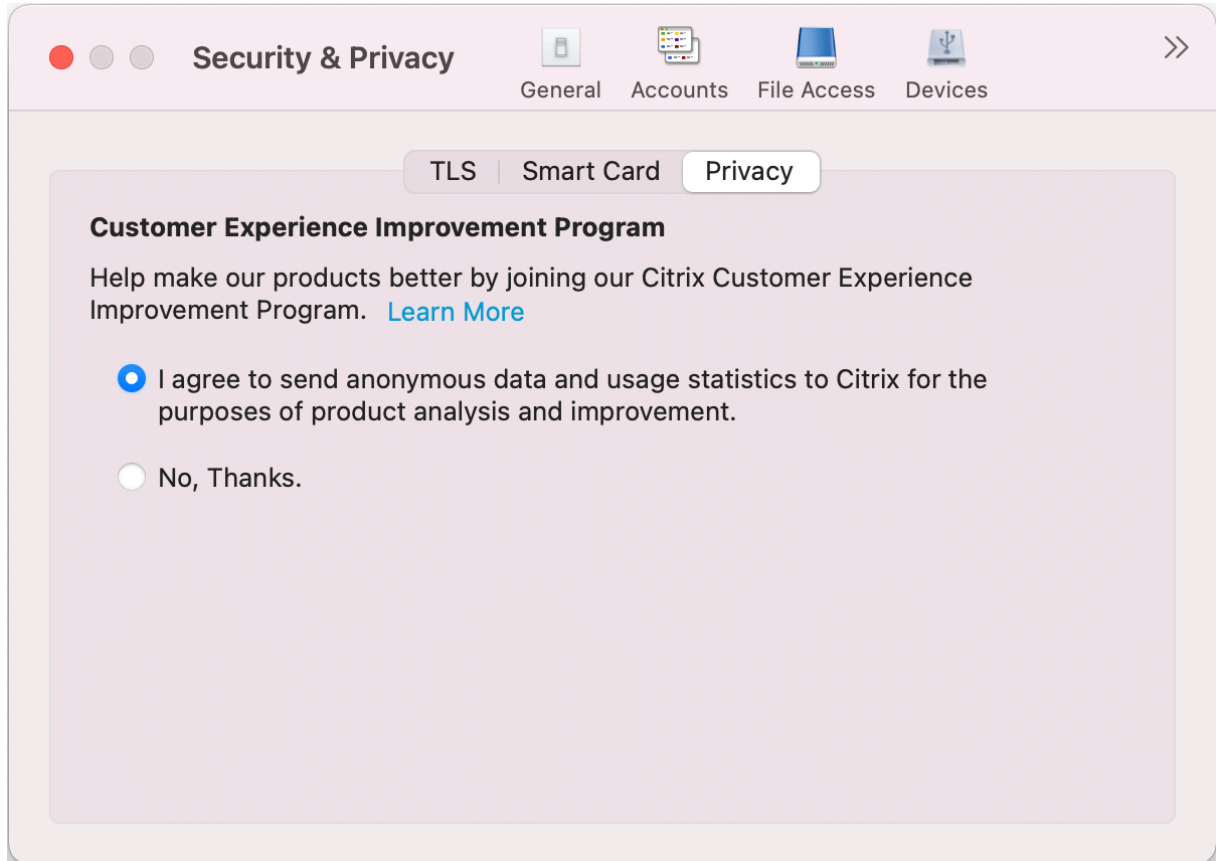 Security & Privacy
General
Accounts
File Access
Devices
TLS
Smart Card
Privacy
Customer Experience Improvement Program
Help make our products better by joining our Citrix Customer Experience
Improvement Program. Learn More
I agree to send anonymous data and usage statistics to Citrix for the
purposes of product analysis and improvement.
No, Thanks.